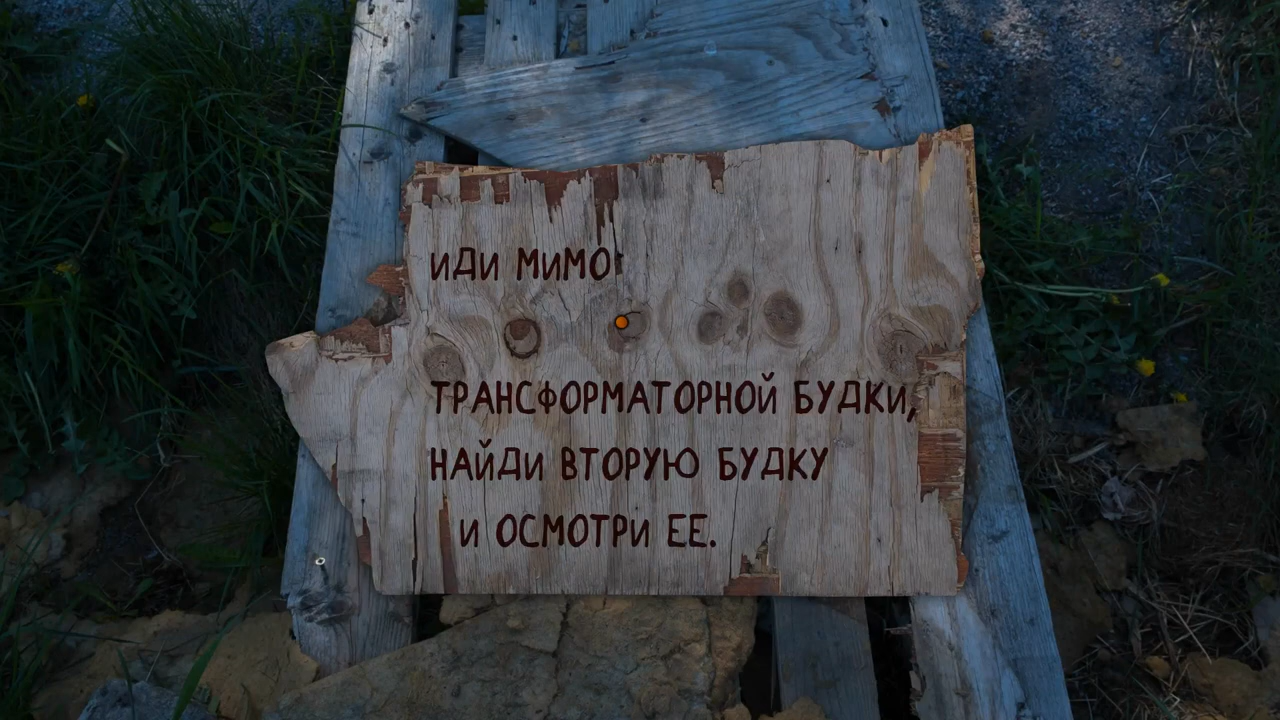 иди мимо
трансформаторной будки,
найди вторую будку
и осмотри ее.